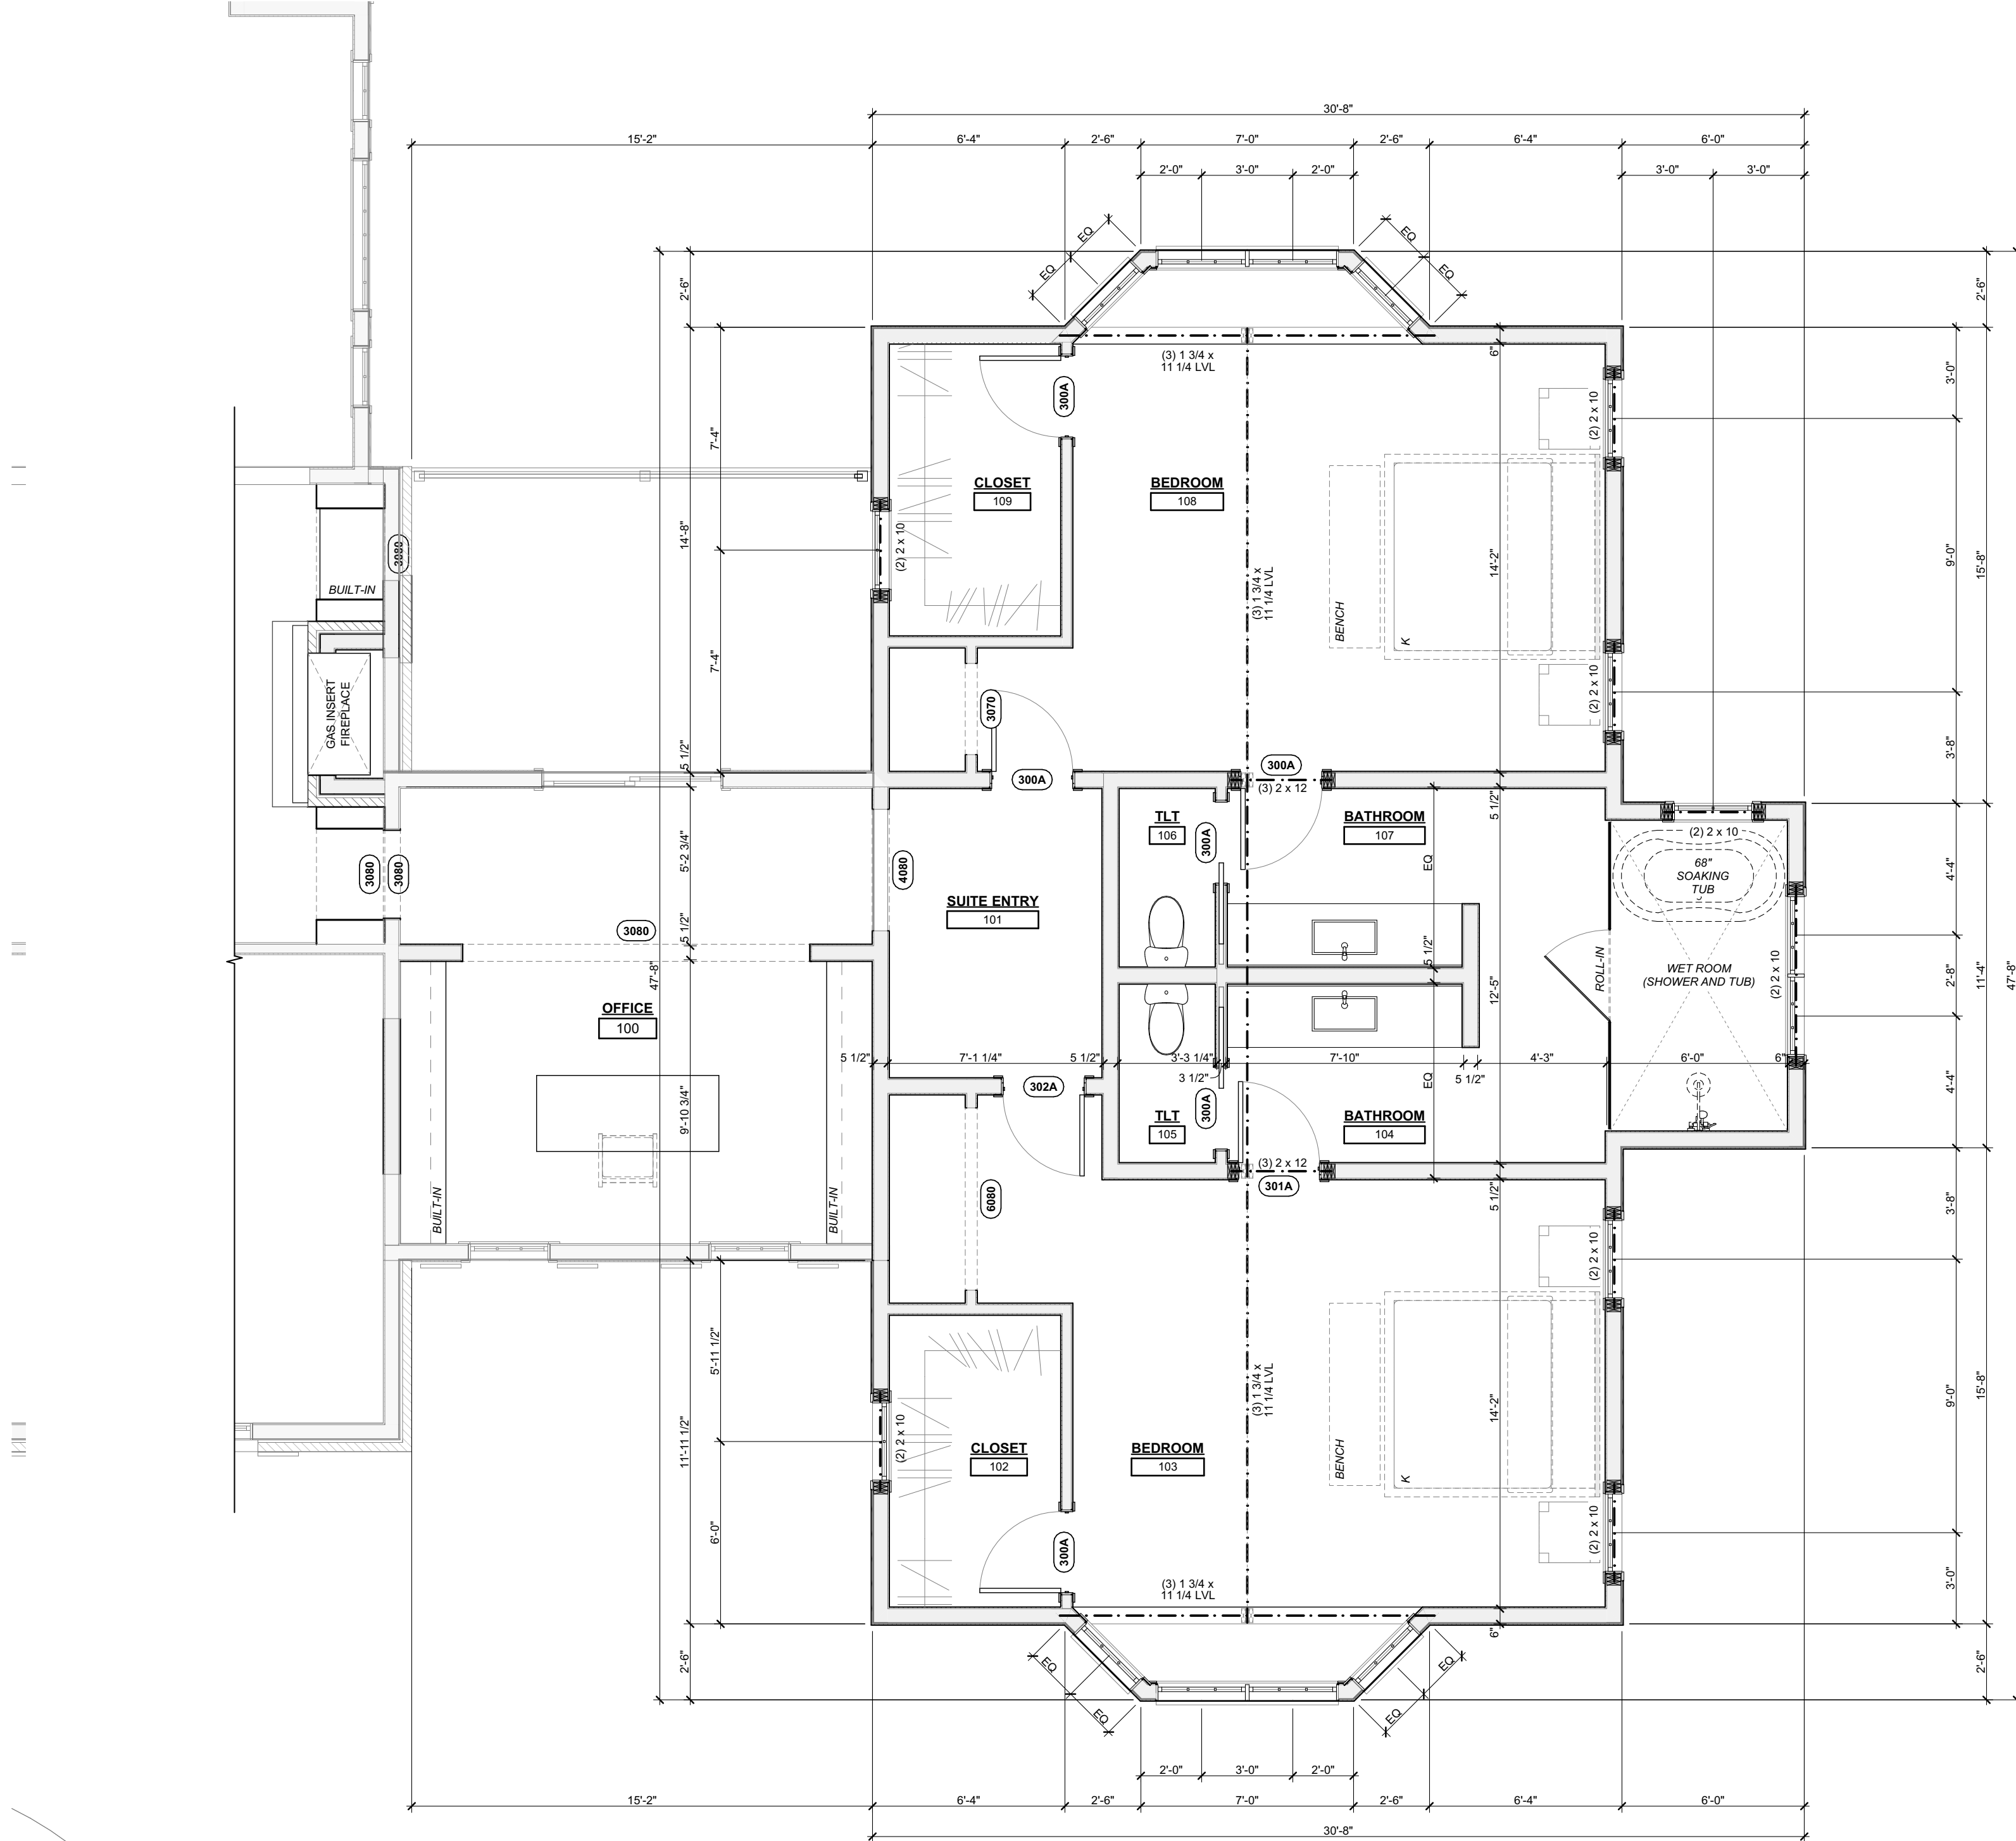 30'-8"
15'-2"
6'-4"
2'-6"
7'-0"
2'-6"
6'-4"
6'-0"
2'-0"
3'-0"
2'-0"
3'-0"
3'-0"
EQ
EQ
EQ
EQ
2'-6"
2'-6"
(3) 1 3/4 x
11 1/4 LVL
6"
300A
3'-0"
(2) 2 x 10
7'-4"
CLOSET
109
BEDROOM
108
14'-8"
(2) 2 x 10
3080
BUILT-IN
14'-2"
9'-0"
15'-8"
(3) 1 3/4 x
11 1/4 LVL
BENCH
K
7'-4"
GAS INSERT
FIREPLACE
3070
(2) 2 x 10
5 1/2"
300A
300A
(3) 2 x 12
3'-8"
5 1/2"
TLT
106
300A
BATHROOM
107
(2) 2 x 10
68"
SOAKING
TUB
3080
3080
5'-2 3/4"
4080
EQ
4'-4"
SUITE ENTRY
101
3080
5 1/2"
5 1/2"
47'-8"
ROLL-IN
WET ROOM
(SHOWER AND TUB)
(2) 2 x 10
2'-8"
11'-4"
47'-8"
12'-5"
OFFICE
100
5 1/2"
7'-1 1/4"
5 1/2"
3'-3 1/4"
7'-10"
4'-3"
6'-0"
6"
3 1/2"
5 1/2"
302A
EQ
4'-4"
9'-10 3/4"
TLT
105
300A
BATHROOM
104
(3) 2 x 12
301A
BUILT-IN
BUILT-IN
6080
5 1/2"
3'-8"
(2) 2 x 10
5'-11 1/2"
(3) 1 3/4 x
11 1/4 LVL
14'-2"
9'-0"
15'-8"
11'-11 1/2"
(2) 2 x 10
CLOSET
102
BEDROOM
103
BENCH
K
6'-0"
300A
(2) 2 x 10
3'-0"
(3) 1 3/4 x
11 1/4 LVL
6"
2'-6"
2'-6"
EQ
EQ
EQ
EQ
2'-0"
3'-0"
2'-0"
15'-2"
6'-4"
2'-6"
7'-0"
2'-6"
6'-4"
6'-0"
30'-8"